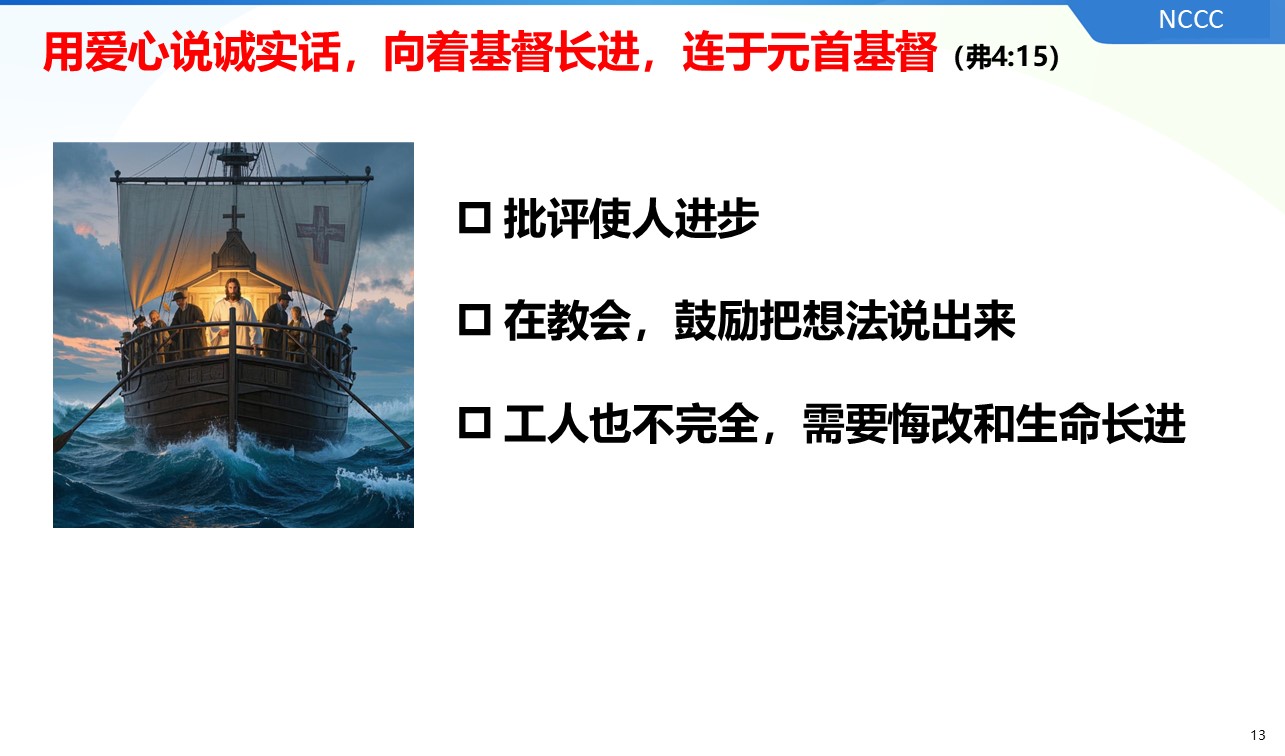 NCCC
用爱心说诚实话，向着基督长进，连于元首基督（弗4:15）
批评使人进步
在教会，鼓励把想法说出来
工人也不完全，需要悔改和生命长进
13